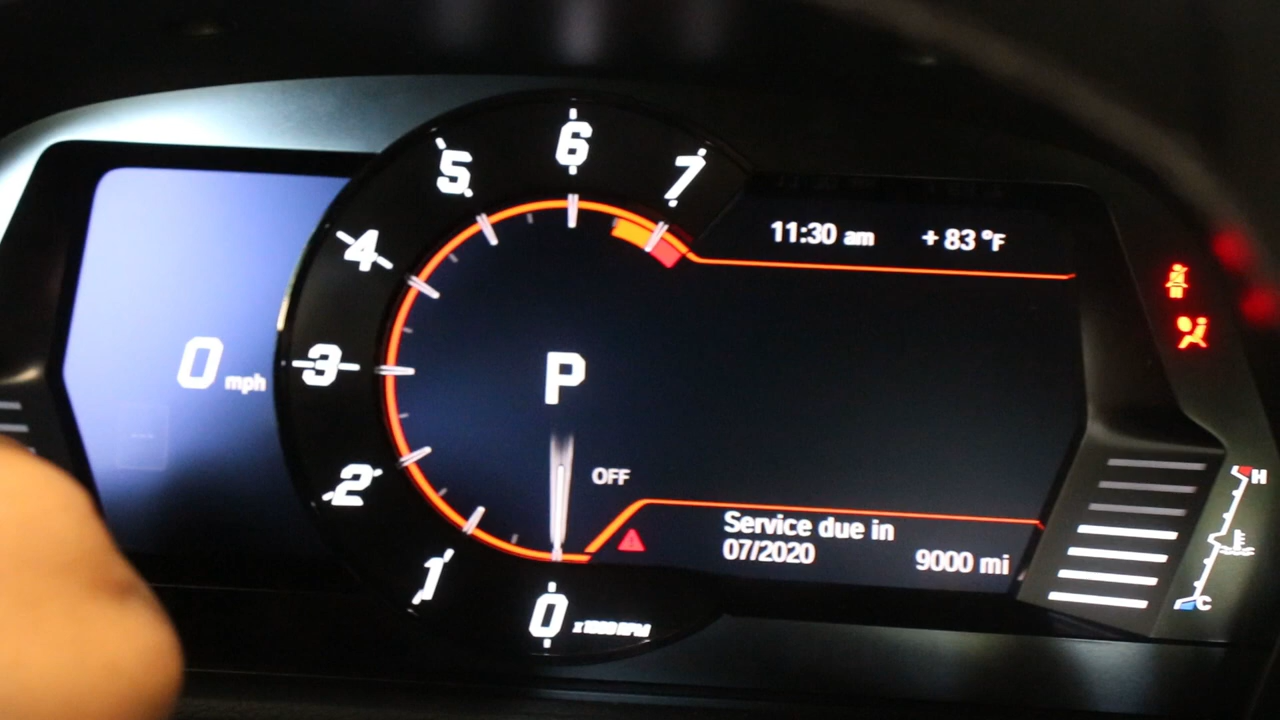 5
6
7
11:30 am
+83 °F
4
0 mph
3
P
OFF
2
Service due in
07/2020
9000 mi
H
1
0
x 1000 RPM
C